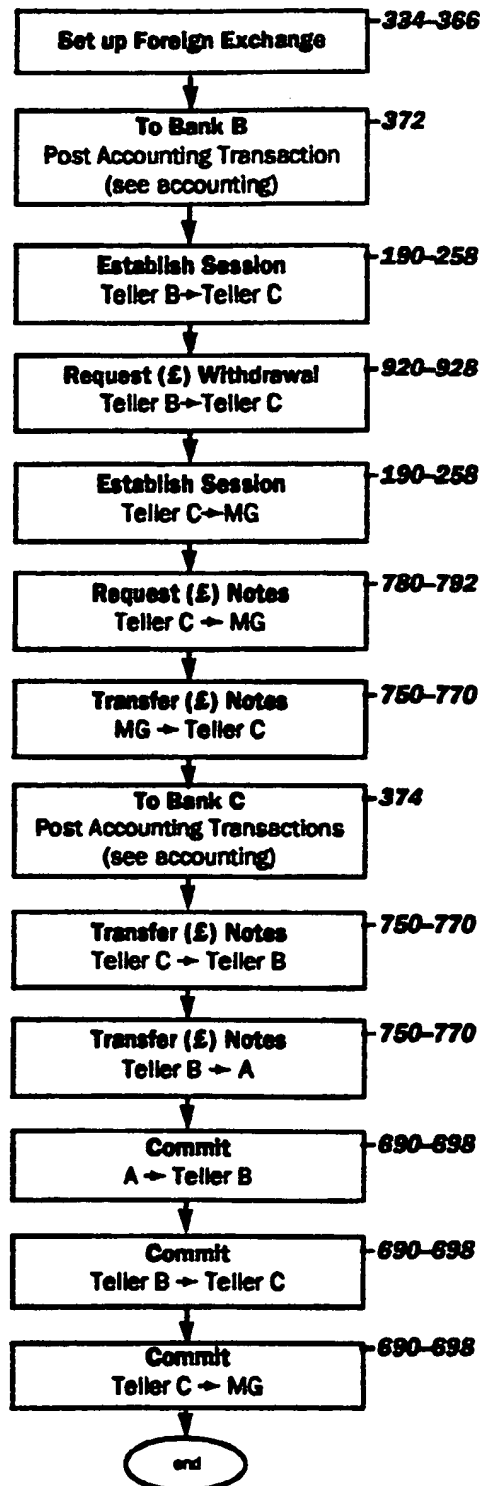 Set up Foreign Exchange
334-366
To Bank B
372
Post Accounting Transaction
(see accounting)
Establish Session
190-258
Teller B→Teller C
Request (£) Withdrawal
920-928
Teller B→Teller C
Establish Session
190-258
Teller C→MG
Request (£) Notes
780-792
Teller C → MG
Transfer (£) Notes
750-770
MG → Teller C
To Bank C
374
Post Accounting Transactions
(see accounting)
Transfer (£) Notes
750-770
Teller C → Teller B
Transfer (£) Notes
750-770
Teller B → A
Commit
690-698
A → Teller B
Commit
690-698
Teller B → Teller C
Commit
690-698
Teller C → MG
end